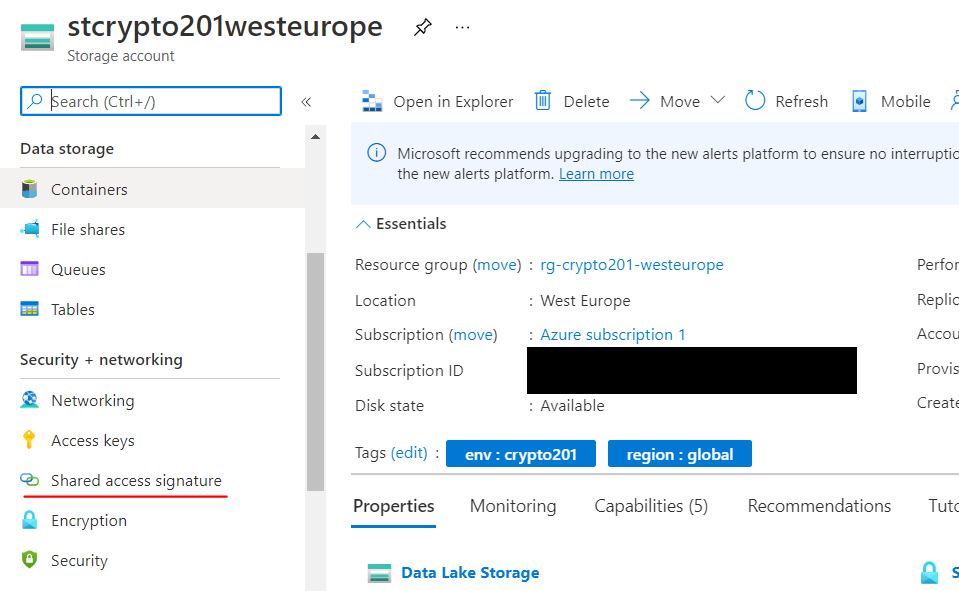 stcrypto201westeurope
Storage account
Search (Ctrl+/)
Data storage
Containers
File shares
Queues
Tables
Security + networking
Networking
Access keys
Shared access signature
Encryption
Security
Open in Explorer Delete Move Refresh Mobile
Microsoft recommends upgrading to the new alerts platform to ensure no interruptio
the new alerts platform. Learn more
Essentials
Resource group (move) : rg-crypto201-westeurope
Perfor
Location : West Europe
Replic
Subscription (move) : Azure subscription 1
Accou
Subscription ID
Provis
Disk state : Available
Create
Tags (edit) : env : crypto201 region : global
Properties Monitoring Capabilities (5) Recommendations Tuto
Data Lake Storage
S